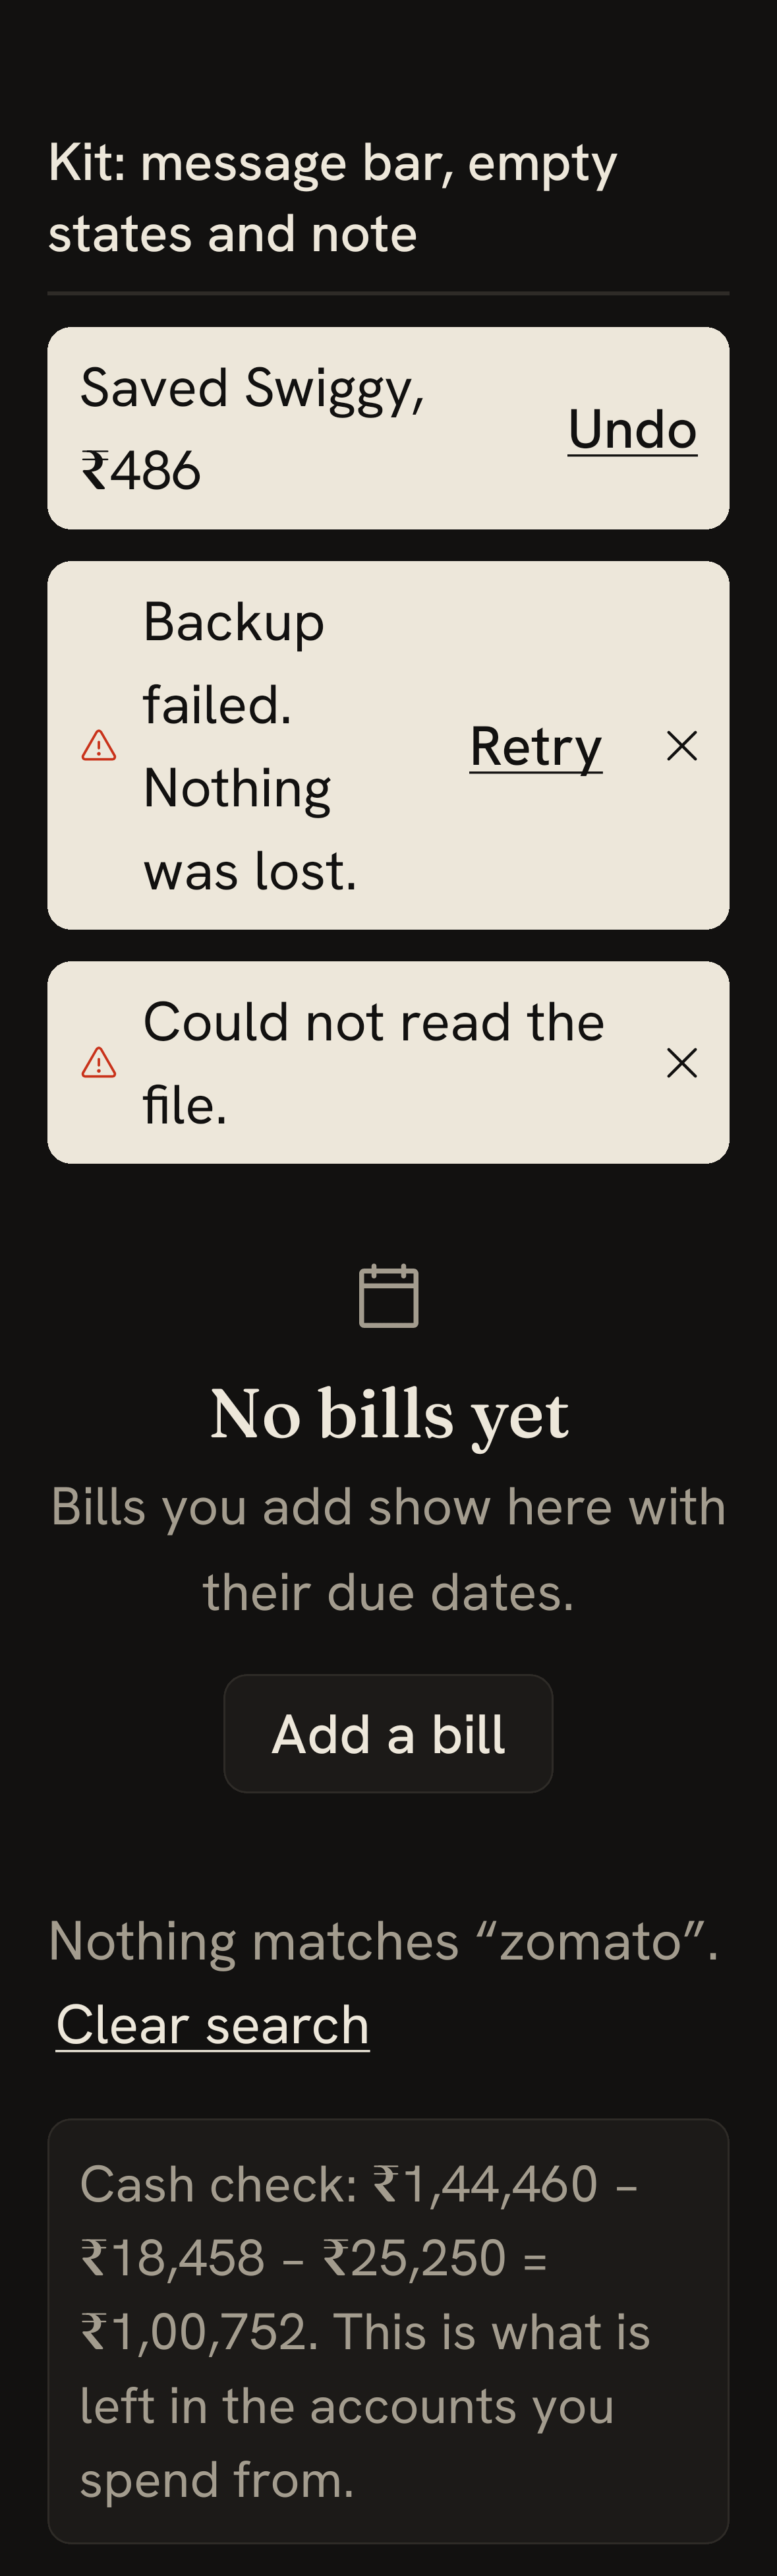 Kit: message bar, empty
states and note
Saved Swiggy,
₹486
Undo
Backup
failed.
Nothing
was lost.
Retry
Could not read the
file.
No bills yet
Bills you add show here with
their due dates.
Add a bill
Nothing matches “zomato”.
Clear search
Cash check: ₹1,44,460 –
₹18,458 – ₹25,250 =
₹1,00,752. This is what is
left in the accounts you
spend from.